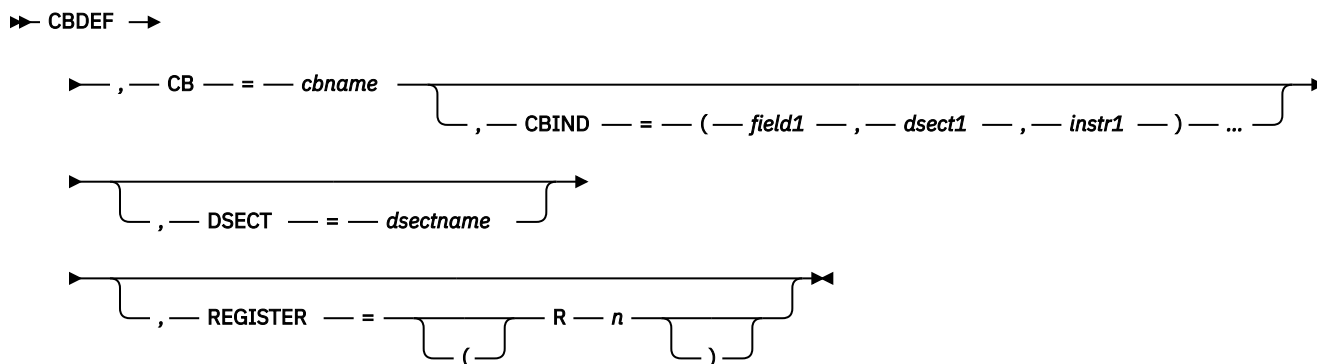 CBDEF
, CB = cbname
, CBIND = ( field1 , dsect1 , instr1 ) ...
, DSECT = dsectname
, REGISTER = R n
( )